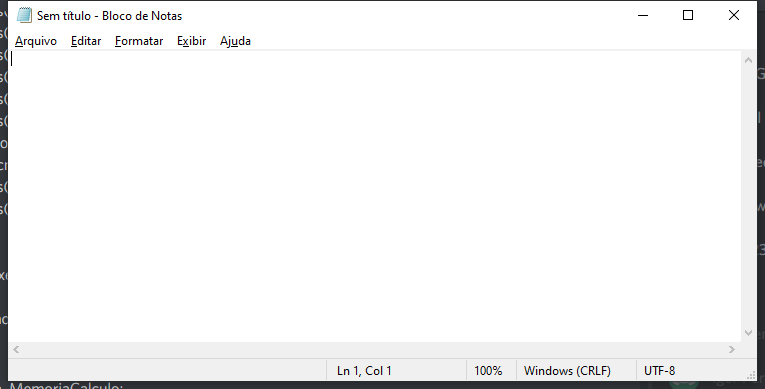 Sem título - Bloco de Notas
Arquivo Editar Formatar Exibir Ajuda
Ln 1, Col 1 100% Windows (CRLF) UTF-8
MemoriaCalculo: